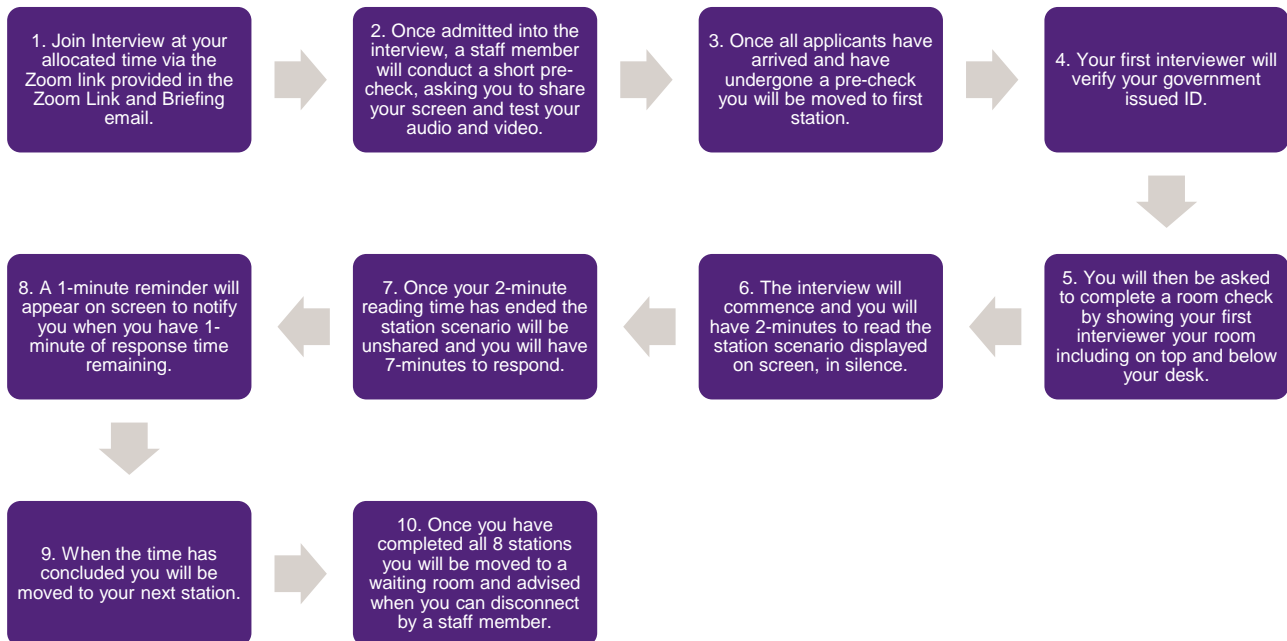 1. Join Interview at your
allocated time via the
Zoom link provided in the
Zoom Link and Briefing
email.
2. Once admitted into the
interview, a staff member
will conduct a short pre-
check, asking you to share
your screen and test your
audio and video.
3. Once all applicants have
arrived and have
undergone a pre-check
you will be moved to first
station.
4. Your first interviewer will
verify your government
issued ID.
5. You will then be asked
to complete a room check
by showing your first
interviewer your room
including on top and below
your desk.
6. The interview will
commence and you will
have 2-minutes to read the
station scenario displayed
on screen, in silence.
7. Once your 2-minute
reading time has ended the
station scenario will be
unshared and you will have
7-minutes to respond.
8. A 1-minute reminder will
appear on screen to notify
you when you have 1-
minute of response time
remaining.
9. When the time has
concluded you will be
moved to your next station.
10. Once you have
completed all 8 stations
you will be moved to a
waiting room and advised
when you can disconnect
by a staff member.